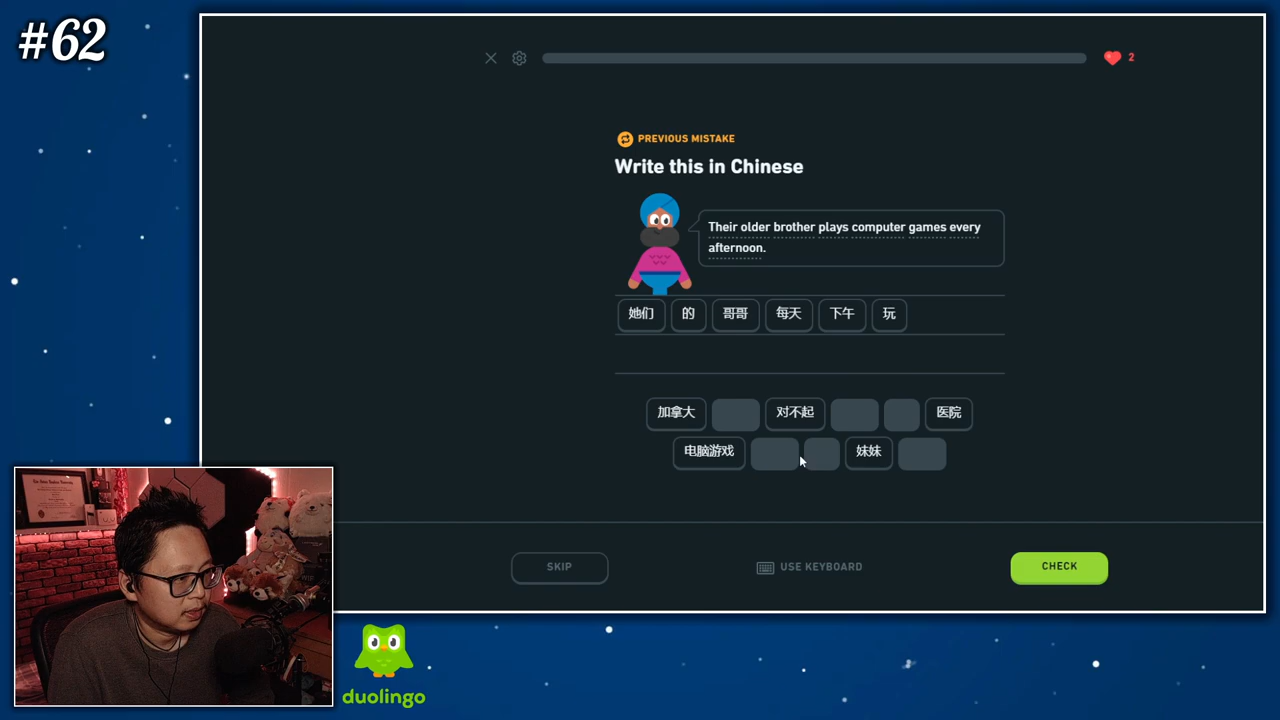 #62
2
PREVIOUS MISTAKE
Write this in Chinese
Their older brother plays computer games every
afternoon.
她们 的 哥哥 每天 下午 玩
加拿大 对不起 医院
电脑游戏 妹妹
SKIP
USE KEYBOARD
CHECK
duolingo